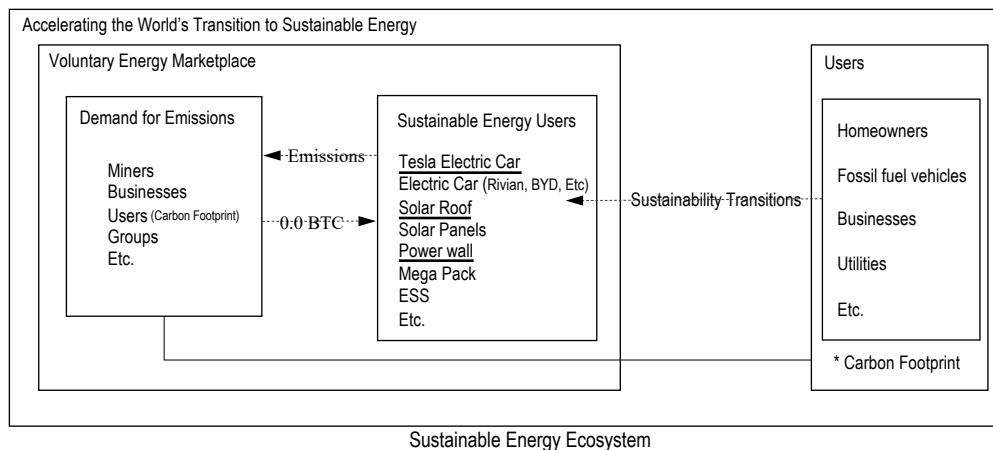 Accelerating the World's Transition to Sustainable Energy
Voluntary Energy Marketplace
Demand for Emissions
Miners
Businesses
Users (Carbon Footprint)
Groups
Etc.
Emissions
0.0 BTC
Sustainable Energy Users
Tesla Electric Car
Electric Car (Rivian, BYD, Etc)
Solar Roof
Solar Panels
Power wall
Mega Pack
ESS
Etc.
Sustainability Transitions
Users
Homeowners
Fossil fuel vehicles
Businesses
Utilities
Etc.
* Carbon Footprint
Sustainable Energy Ecosystem